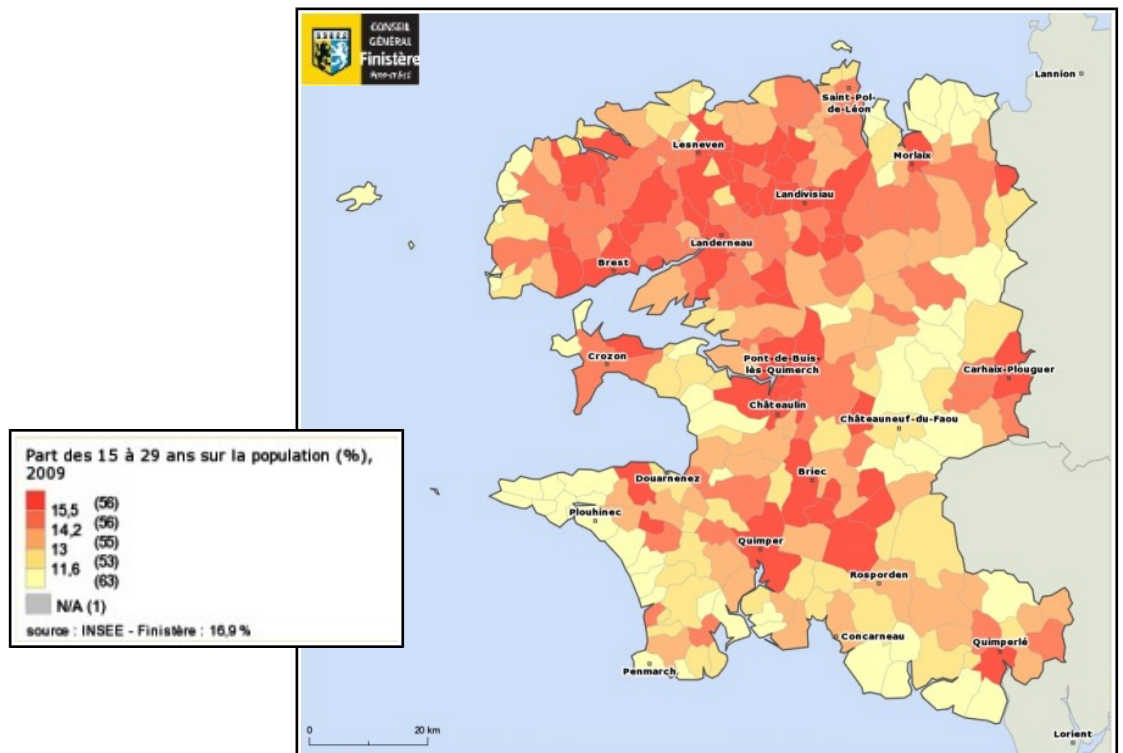 CONSEIL
GÉNÉRAL
Finistère
Lannion
Saint-Pol-
de-Léon
Lesneven
Morlaix
Landivisiau
Landerneau
Brest
Crozon
Pont-de-Buis-
lès-Quimerch
Carhaix-Plouguer
Châteaulin
Châteauneuf-du-Faou
Part des 15 à 29 ans sur la population (%),
2009
15,5 (56)
14,2 (56)
13 (55)
11,6 (53)
(63)
N/A (1)
source : INSEE - Finistère : 16,9 %
Briec
Douarnenez
Plouhinec
Quimper
Rosporden
Concarneau
Quimperlé
Penmarch
0 20 km
Lorient